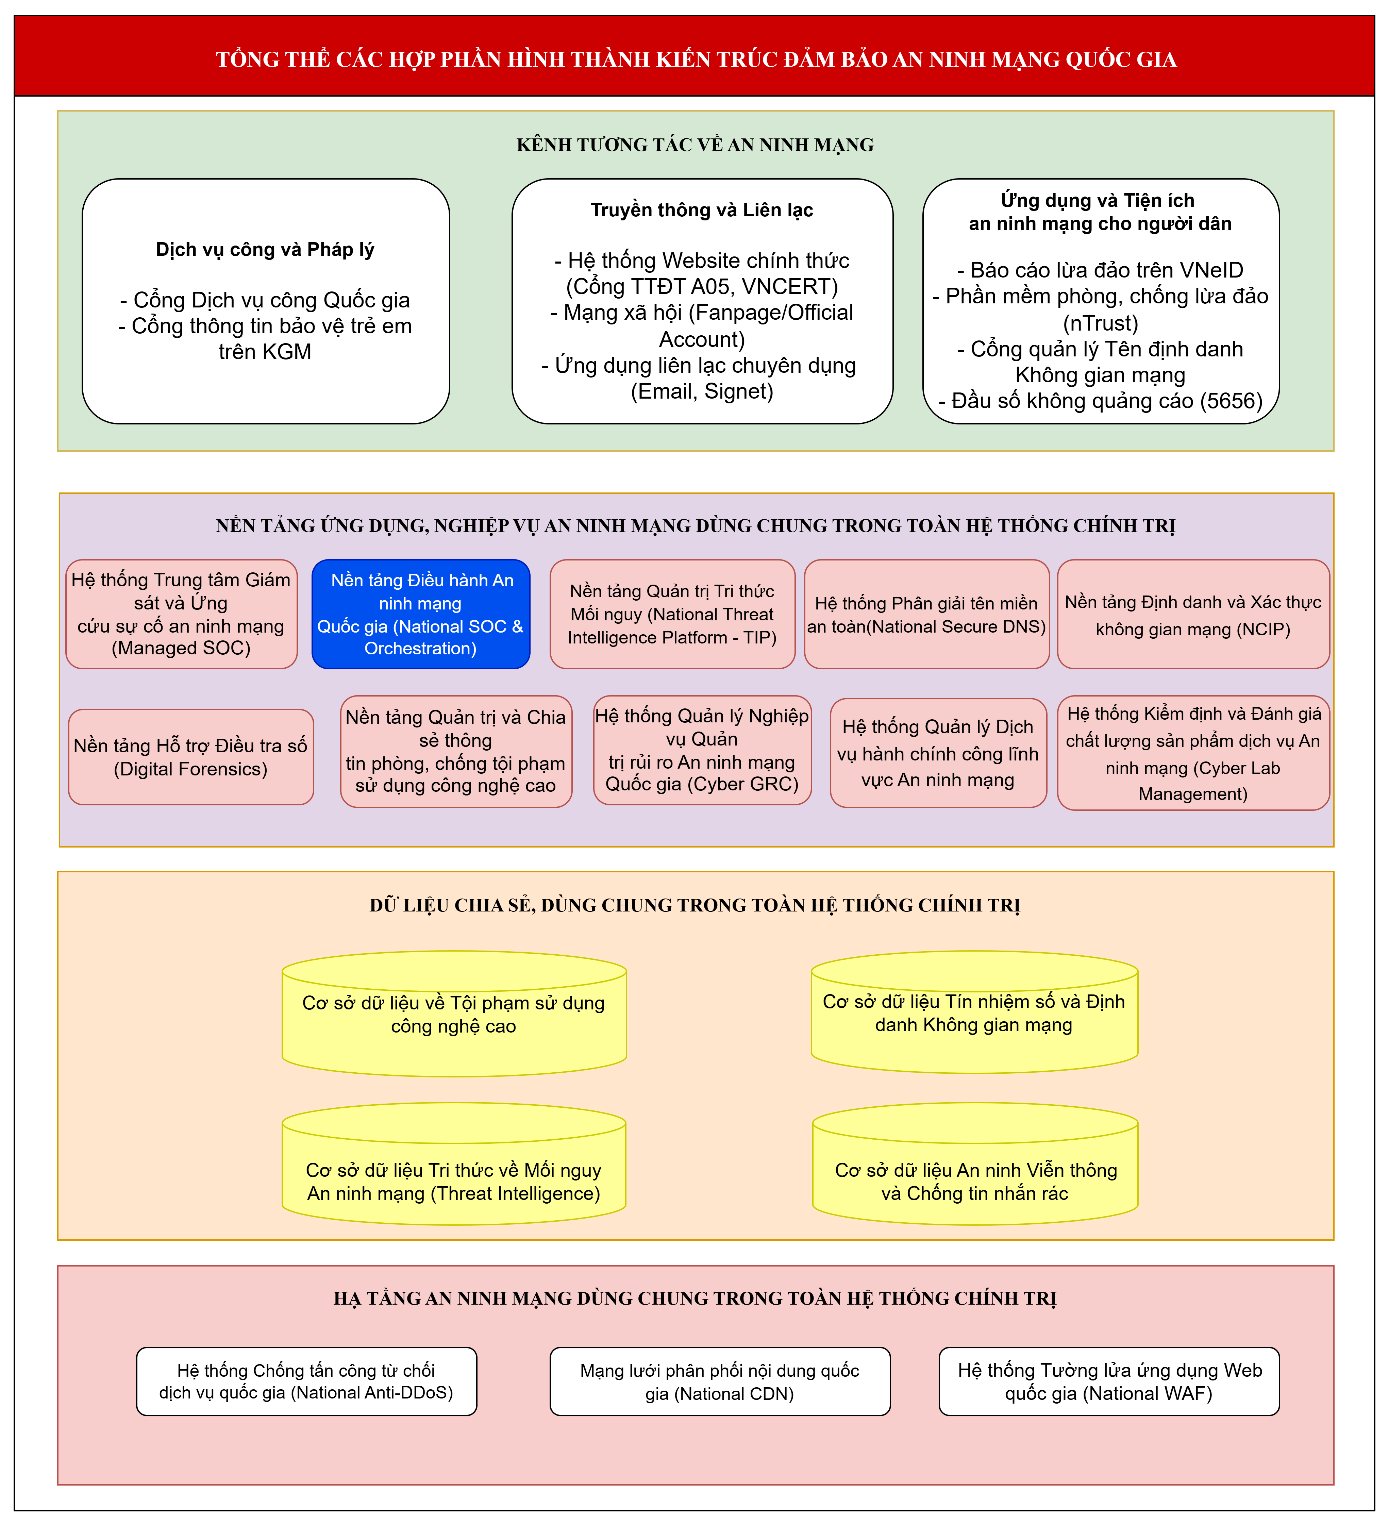 TỔNG THỂ CÁC HỢP PHẦN HÌNH THÀNH KIẾN TRÚC ĐẢM BẢO AN NINH MẠNG QUỐC GIA
KÊNH TƯƠNG TÁC VỀ AN NINH MẠNG
Dịch vụ công và Pháp lý
- Cổng Dịch vụ công Quốc gia
- Cổng thông tin bảo vệ trẻ em
trên KGM
Truyền thông và Liên lạc
- Hệ thống Website chính thức
(Cổng TTĐT A05, VNCERT)
- Mạng xã hội (Fanpage/Official
Account)
- Ứng dụng liên lạc chuyên dụng
(Email, Signet)
Ứng dụng và Tiện ích
an ninh mạng cho người dân
- Báo cáo lừa đảo trên VNeID
- Phần mềm phòng, chống lừa đảo
(nTrust)
- Cổng quản lý Tên định danh
Không gian mạng
- Đầu số không quảng cáo (5656)
NỀN TẢNG ỨNG DỤNG, NGHIỆP VỤ AN NINH MẠNG DÙNG CHUNG TRONG TOÀN HỆ THỐNG CHÍNH TRỊ
Hệ thống Trung tâm Giám
sát và Ứng
cứu sự cố an ninh mạng
(Managed SOC)
Nền tảng Điều hành An
ninh mạng
Quốc gia (National SOC &
Orchestration)
Nền tảng Quản trị Tri thức
Mối nguy (National Threat
Intelligence Platform - TIP)
Hệ thống Phân giải tên miền
an toàn(National Secure DNS)
Nền tảng Định danh và Xác thực
không gian mạng (NCIP)
Nền tảng Hỗ trợ Điều tra số
(Digital Forensics)
Nền tảng Quản trị và Chia
sẻ thông
tin phòng, chống tội phạm
sử dụng công nghệ cao
Hệ thống Quản lý Nghiệp
vụ Quản
trị rủi ro An ninh mạng
Quốc gia (Cyber GRC)
Hệ thống Quản lý Dịch
vụ hành chính công lĩnh
vực An ninh mạng
Hệ thống Kiểm định và Đánh giá
chất lượng sản phẩm dịch vụ An
ninh mạng (Cyber Lab
Management)
DỮ LIỆU CHIA SẺ, DÙNG CHUNG TRONG TOÀN HỆ THỐNG CHÍNH TRỊ
Cơ sở dữ liệu về Tội phạm sử dụng
công nghệ cao
Cơ sở dữ liệu Tín nhiệm số và Định
danh Không gian mạng
Cơ sở dữ liệu Tri thức về Mối nguy
An ninh mạng (Threat Intelligence)
Cơ sở dữ liệu An ninh Viễn thông
và Chống tin nhắn rác
HẠ TẦNG AN NINH MẠNG DÙNG CHUNG TRONG TOÀN HỆ THỐNG CHÍNH TRỊ
Hệ thống Chống tấn công từ chối
dịch vụ quốc gia (National Anti-DDoS)
Mạng lưới phân phối nội dung quốc
gia (National CDN)
Hệ thống Tường lửa ứng dụng Web
quốc gia (National WAF)